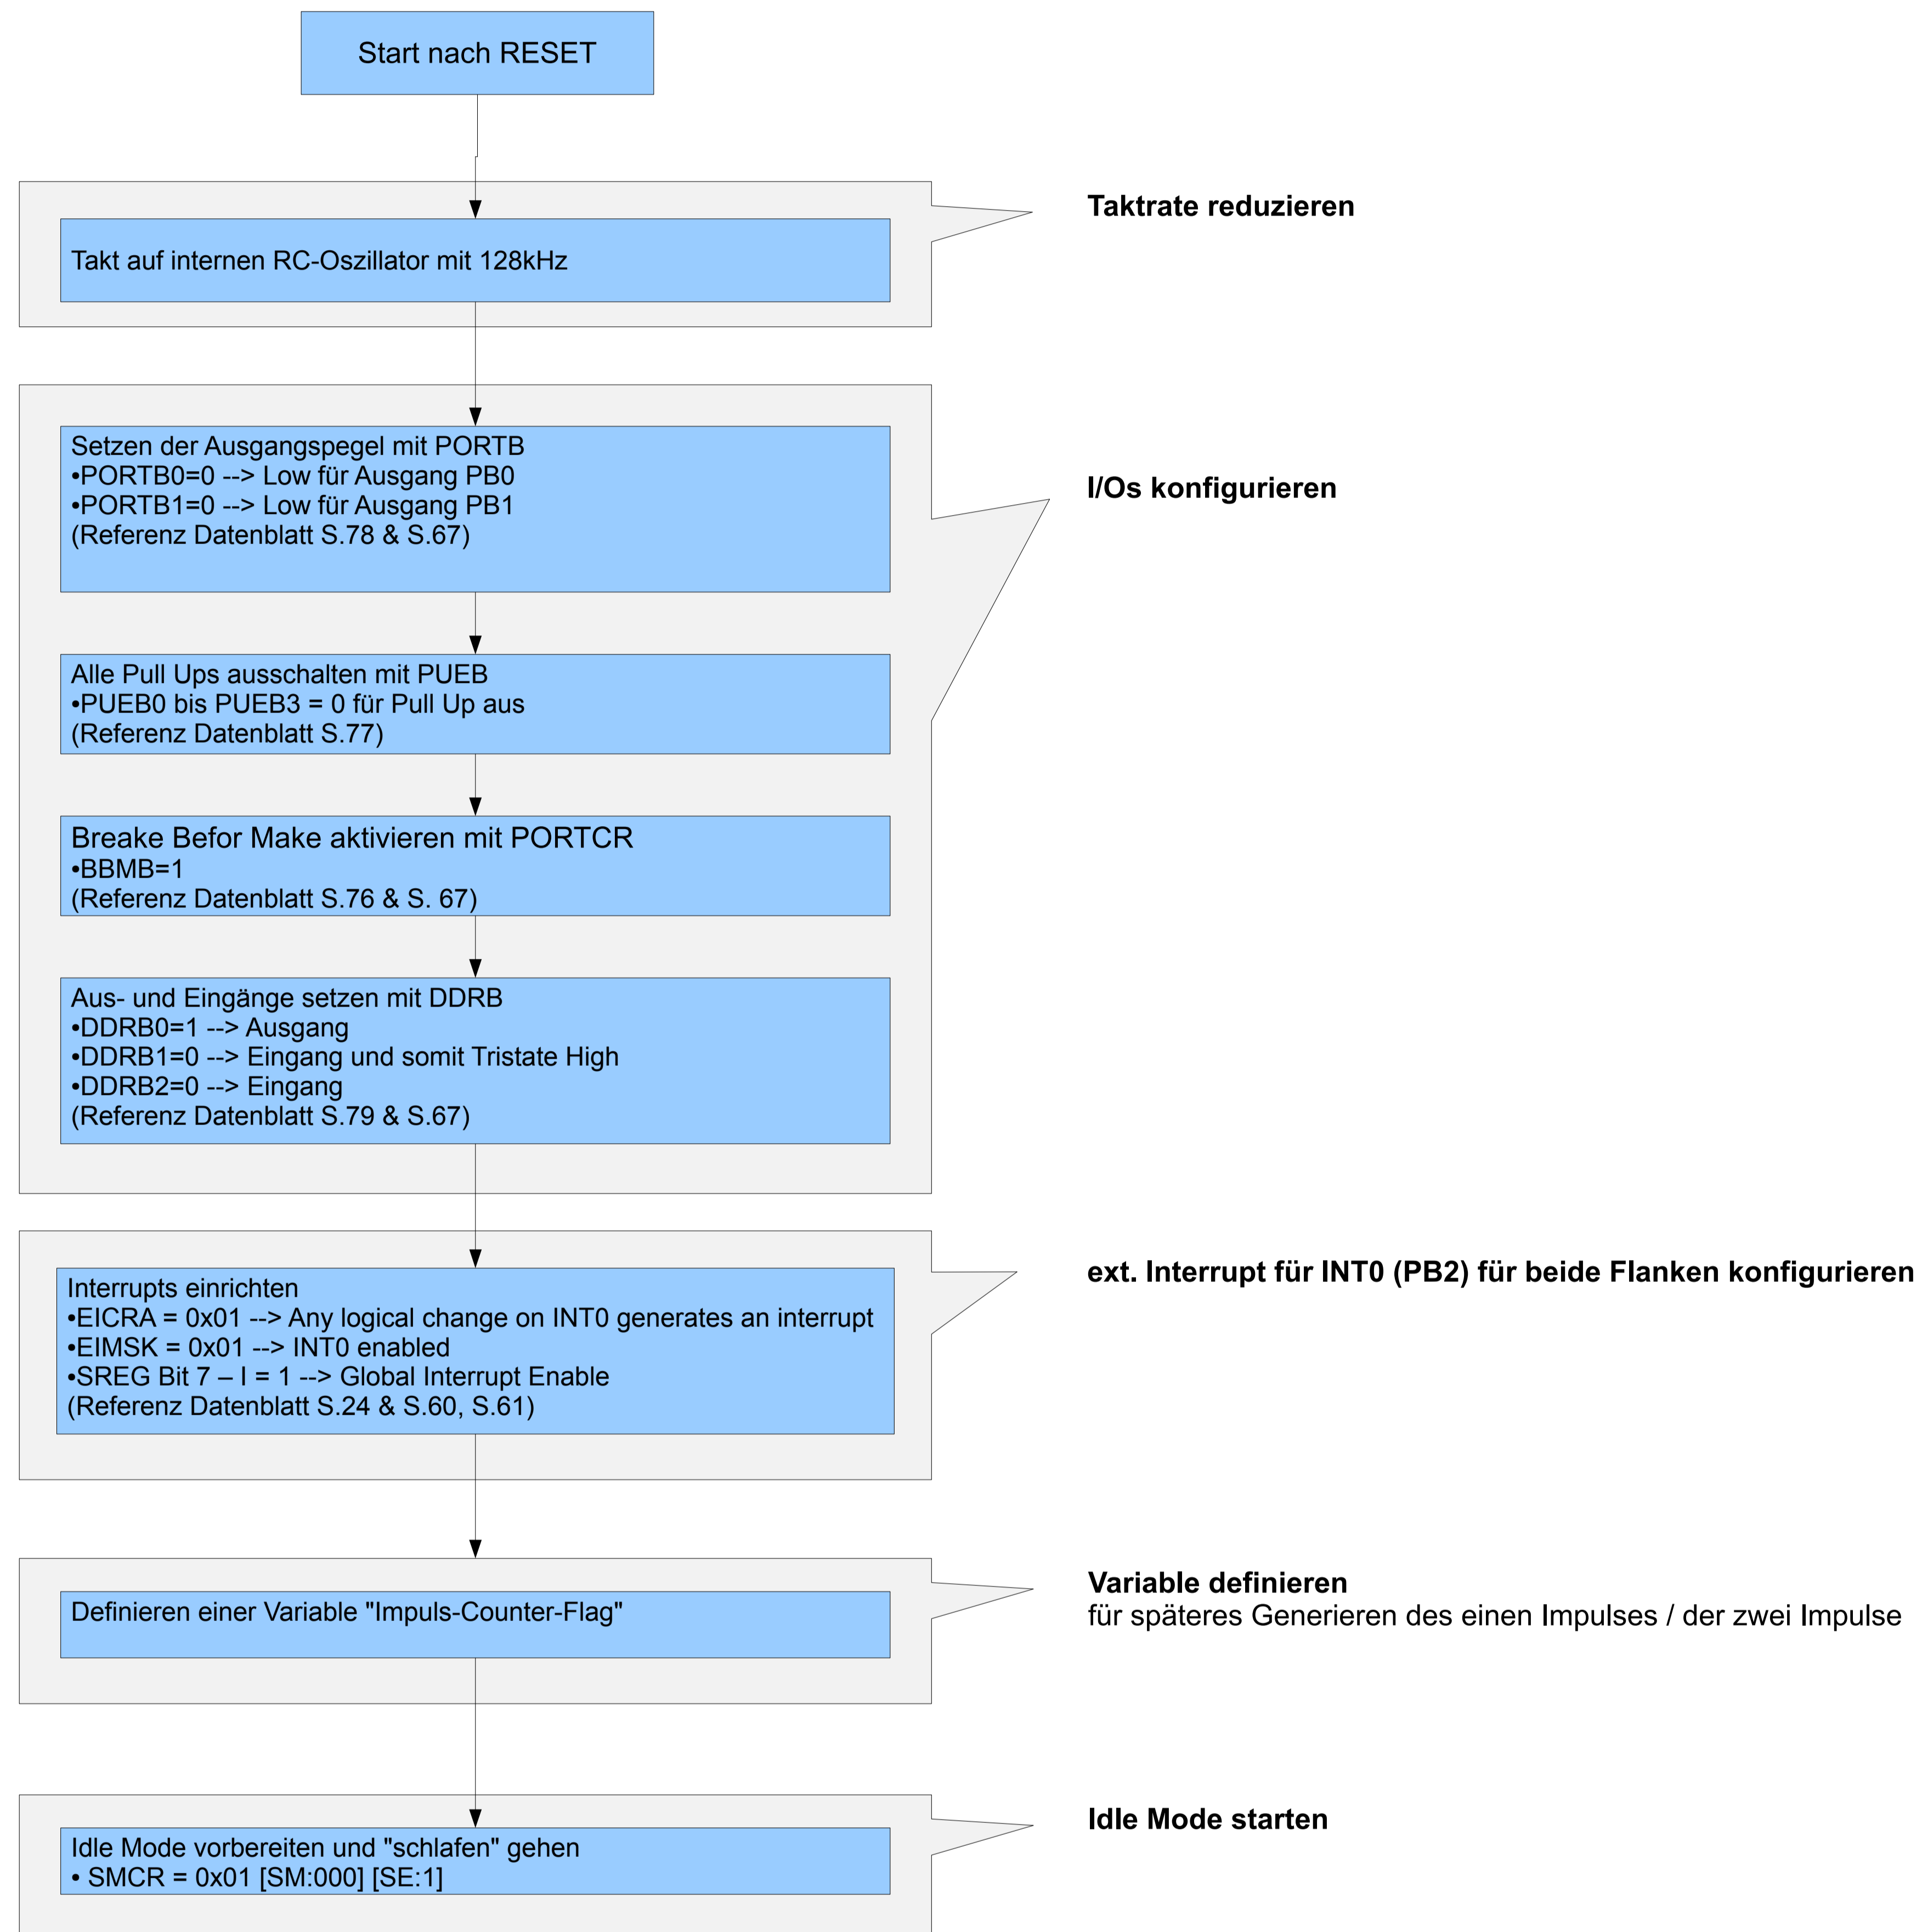 Start nach RESET
Taktrate reduzieren
Takt auf internen RC-Oszillator mit 128kHz
Setzen der Ausgangspegel mit PORTB
•PORTB0=0 --> Low für Ausgang PB0
•PORTB1=0 --> Low für Ausgang PB1
(Referenz Datenblatt S.78 & S.67)
I/Os konfigurieren
Alle Pull Ups ausschalten mit PUEB
•PUEB0 bis PUEB3 = 0 für Pull Up aus
(Referenz Datenblatt S.77)
Breake Befor Make aktivieren mit PORTCR
•BBMB=1
(Referenz Datenblatt S.76 & S. 67)
Aus- und Eingänge setzen mit DDRB
•DDRB0=1 --> Ausgang
•DDRB1=0 --> Eingang und somit Tristate High
•DDRB2=0 --> Eingang
(Referenz Datenblatt S.79 & S.67)
ext. Interrupt für INT0 (PB2) für beide Flanken konfigurieren
Interrupts einrichten
•EICRA = 0x01 --> Any logical change on INT0 generates an interrupt
•EIMSK = 0x01 --> INT0 enabled
•SREG Bit 7 – I = 1 --> Global Interrupt Enable
(Referenz Datenblatt S.24 & S.60, S.61)
Variable definieren
für späteres Generieren des einen Impulses / der zwei Impulse
Definieren einer Variable "Impuls-Counter-Flag"
Idle Mode starten
Idle Mode vorbereiten und "schlafen" gehen
• SMCR = 0x01 [SM:000] [SE:1]